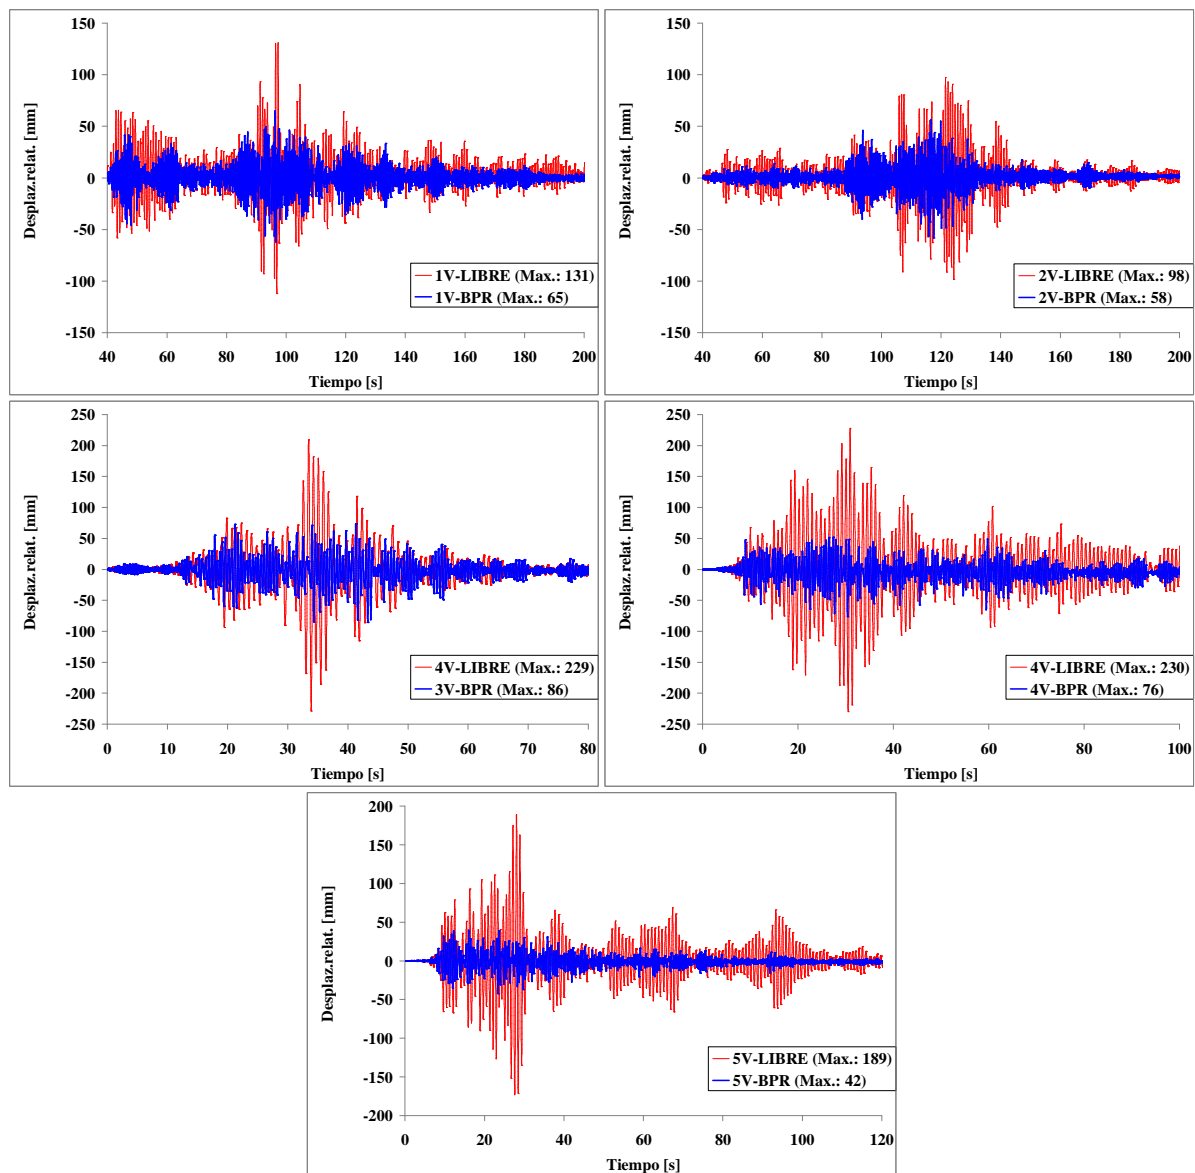 150
100
50
0
-50
-100
-150
Desplaz.relat. [mm]
1V-LIBRE (Max.: 131)
1V-BPR (Max.: 65)
40 60 80 100 120 140 160 180 200
Tiempo [s]
150
100
50
0
-50
-100
-150
Desplaz.relat. [mm]
2V-LIBRE (Max.: 98)
2V-BPR (Max.: 58)
40 60 80 100 120 140 160 180 200
Tiempo [s]
250
200
150
100
50
0
-50
-100
-150
-200
-250
Desplaz.relat. [mm]
4V-LIBRE (Max.: 229)
3V-BPR (Max.: 86)
0 10 20 30 40 50 60 70 80
Tiempo [s]
250
200
150
100
50
0
-50
-100
-150
-200
-250
Desplaz.relat. [mm]
4V-LIBRE (Max.: 230)
4V-BPR (Max.: 76)
0 20 40 60 80 100
Tiempo [s]
200
150
100
50
0
-50
-100
-150
-200
Desplaz.relat. [mm]
5V-LIBRE (Max.: 189)
5V-BPR (Max.: 42)
0 20 40 60 80 100 120
Tiempo [s]